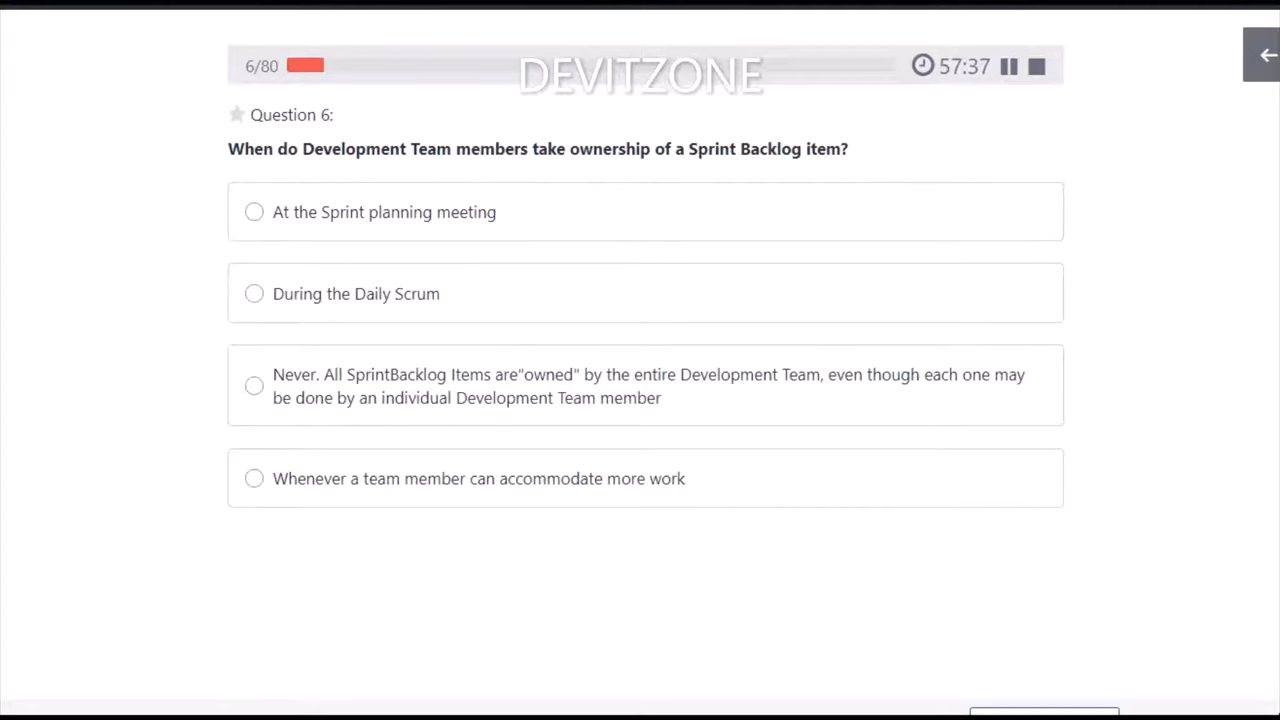 6/80
DEVITZONE
57:37
Question 6:
When do Development Team members take ownership of a Sprint Backlog item?
At the Sprint planning meeting
During the Daily Scrum
Never. All SprintBacklog Items are"owned" by the entire Development Team, even though each one may
be done by an individual Development Team member
Whenever a team member can accommodate more work